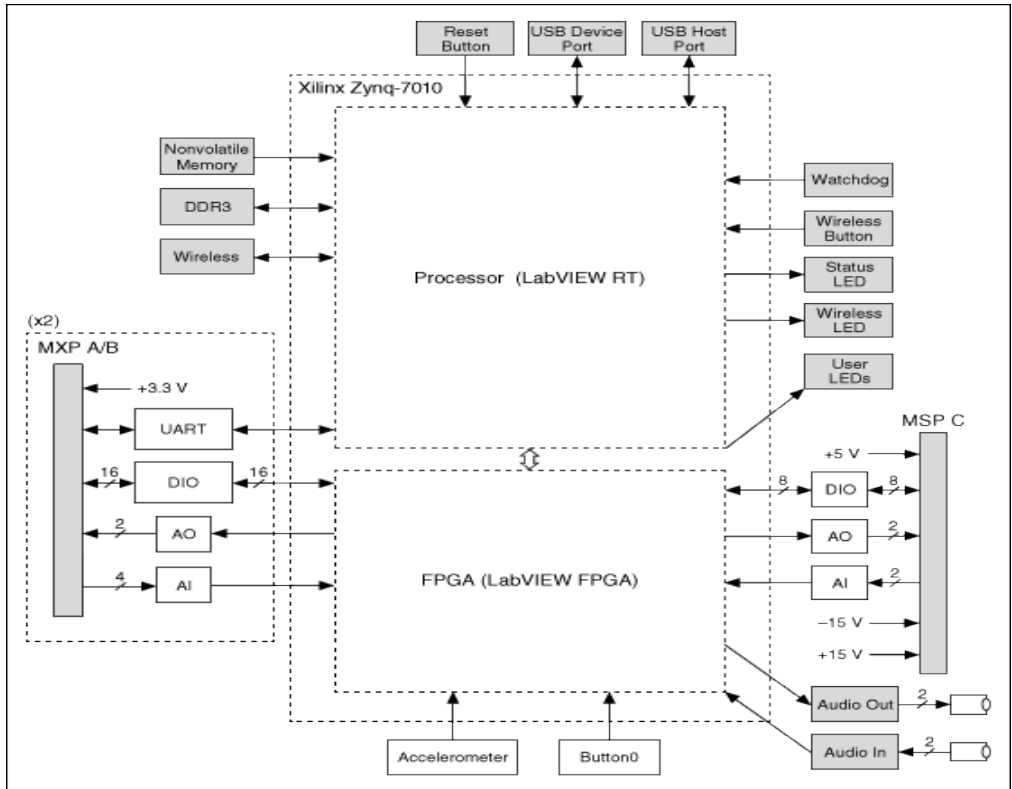 Reset
Button
USB Device
Port
USB Host
Port
Xilinx Zynq-7010
Nonvolatile
Memory
DDR3
Wireless
Processor (LabVIEW RT)
Watchdog
Wireless
Button
Status
LED
Wireless
LED
User
LEDs
(x2)
MXP A/B
+3.3 V
UART
16
DIO
16
2
AO
4
AI
FPGA (LabVIEW FPGA)
MSP C
+5 V
8
DIO
8
AO
2
AI
2
–15 V
+15 V
Audio Out
2
Audio In
2
Accelerometer
Button0